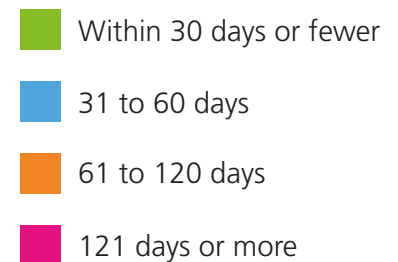 Within 30 days or fewer
31 to 60 days
61 to 120 days
121 days or more